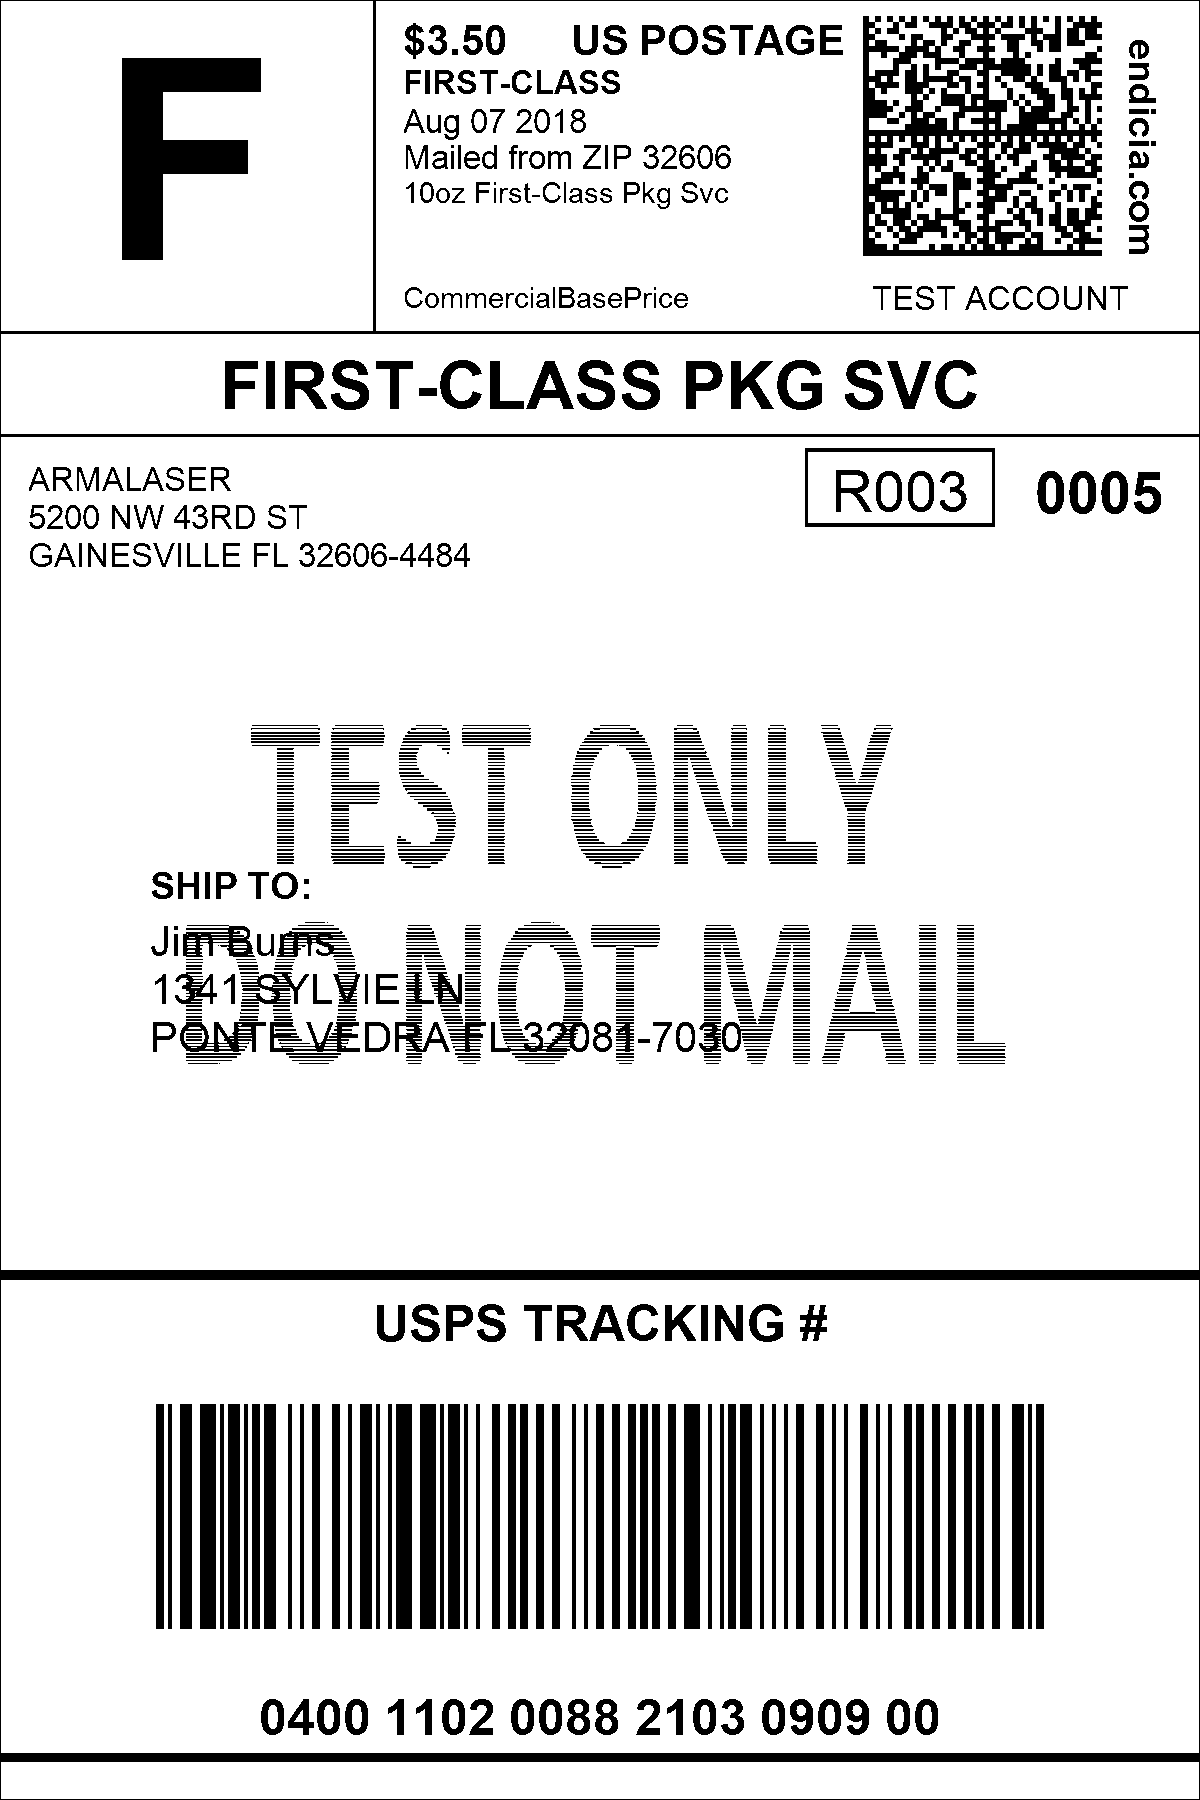 F
$3.50 US POSTAGE
FIRST-CLASS
Aug 07 2018
Mailed from ZIP 32606
10oz First-Class Pkg Svc
CommercialBasePrice
endicia.com
TEST ACCOUNT
FIRST-CLASS PKG SVC
ARMALASER
5200 NW 43RD ST
GAINESVILLE FL 32606-4484
R003 0005
TEST ONLY
SHIP TO:
DO NOT MAIL
Jim Burns
1341 SYLVIE LN
PONTE VEDRA FL 32081-7030
USPS TRACKING #
0400 1102 0088 2103 0909 00